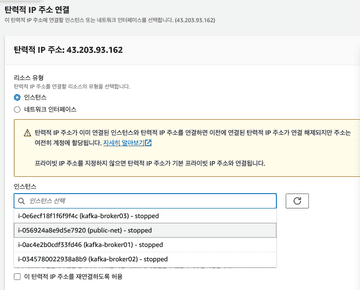 탄력적 IP 주소 연결
이 탄력적 IP 주소에 연결할 인스턴스 또는 네트워크 인터페이스를 선택합니다. (43.203.93.162)
탄력적 IP 주소: 43.203.93.162
리소스 유형
탄력적 IP 주소를 연결할 리소스의 유형을 선택합니다.
인스턴스
네트워크 인터페이스
탄력적 IP 주소가 이미 연결된 인스턴스와 탄력적 IP 주소를 연결하면 이전에 연결된 탄력적 IP 주소가 연결 해제되지만 주소는
여전히 계정에 할당됩니다. 자세히 알아보기
프라이빗 IP 주소를 지정하지 않으면 탄력적 IP 주소가 기본 프라이빗 IP 주소와 연결됩니다.
인스턴스
인스턴스 선택
i-0e6ecf18f1f6f9f4c (kafka-broker03) - stopped
i-056924a8e9d5e7920 (public-net) - stopped
i-0ac4e2b0cdf33fd46 (kafka-broker01) - stopped
i-0345780022938a8b9 (kafka-broker02) - stopped
이 탄력적 IP 주소를 재연결하도록 허용